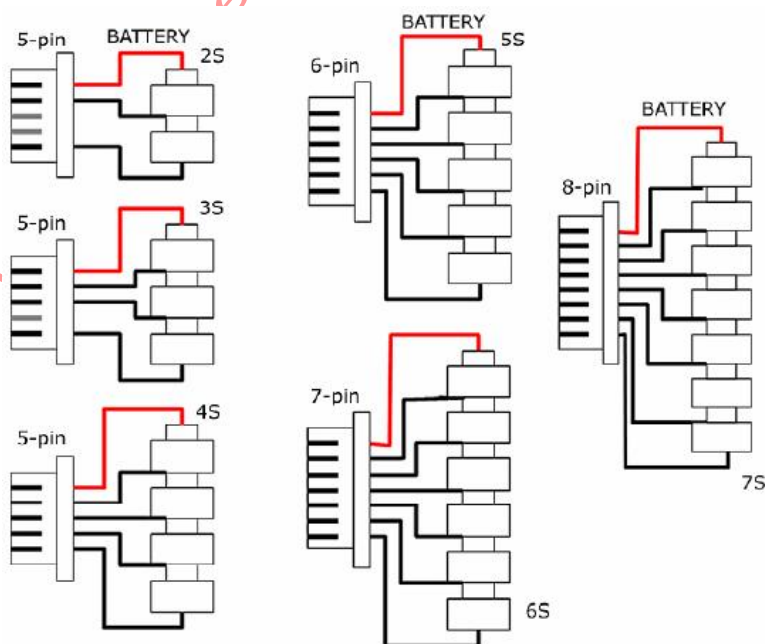 5-pin
BATTERY
2S
5-pin
3S
5-pin
4S
BATTERY
5S
6-pin
7-pin
6S
BATTERY
8-pin
7S